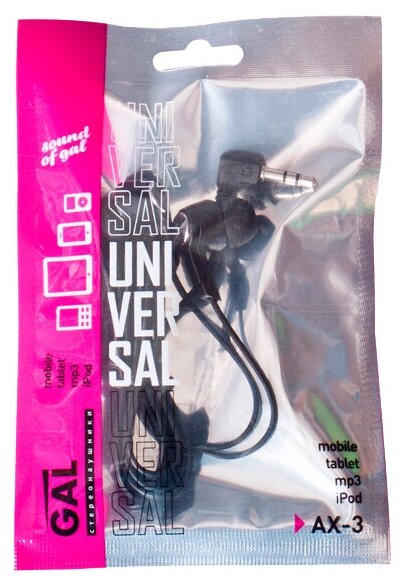 sound
of gal
UNI
VER
SAL
UNI
VER
SAL
UNI
VER
SAL
mobile
tablet
mp3
iPod
GAL
стереонаушники
mobile
tablet
mp3
iPod
AX-3